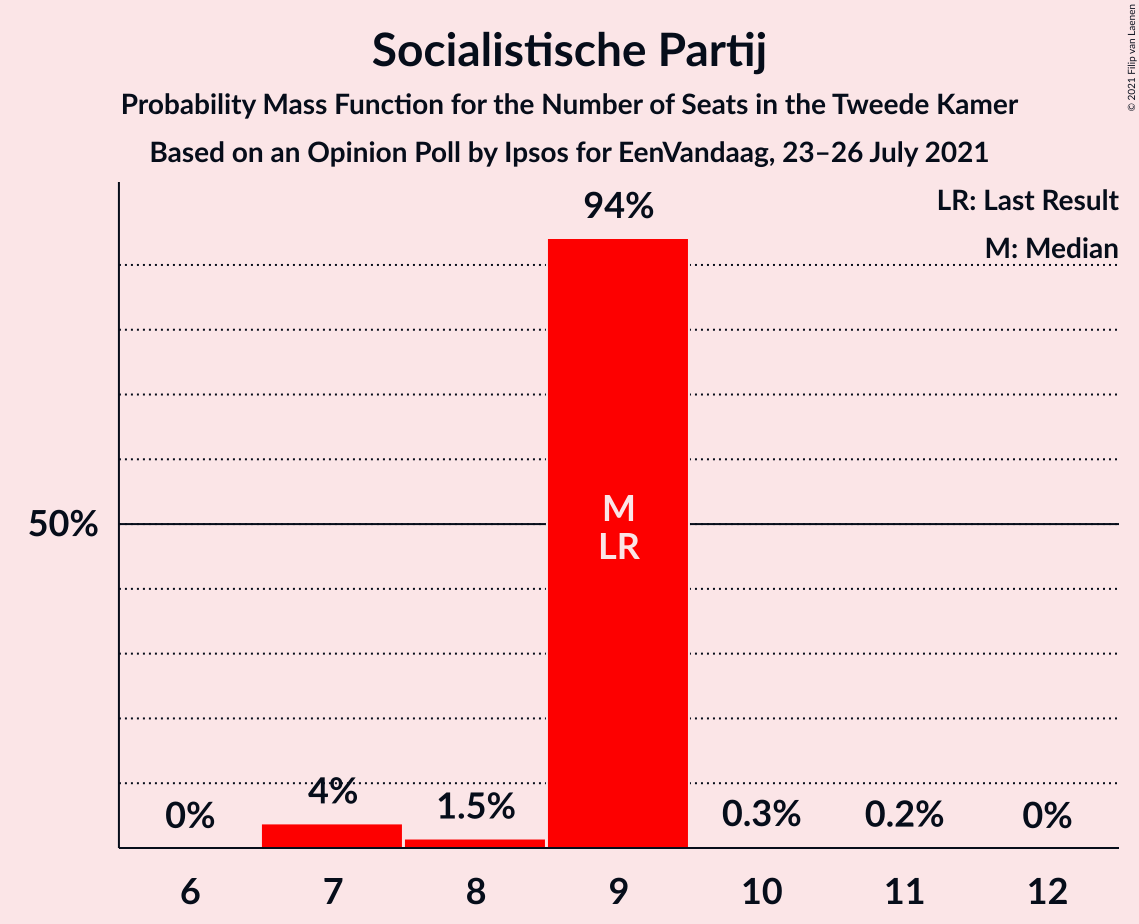 Socialistische Partij
Probability Mass Function for the Number of Seats in the Tweede Kamer
Based on an Opinion Poll by Ipsos for EenVandaag, 23–26 July 2021
© 2021 Filip van Laenen
LR: Last Result
M: Median
94%
50%
M
LR
0%
4%
1.5%
0.3%
0.2%
0%
6
7
8
9
10
11
12